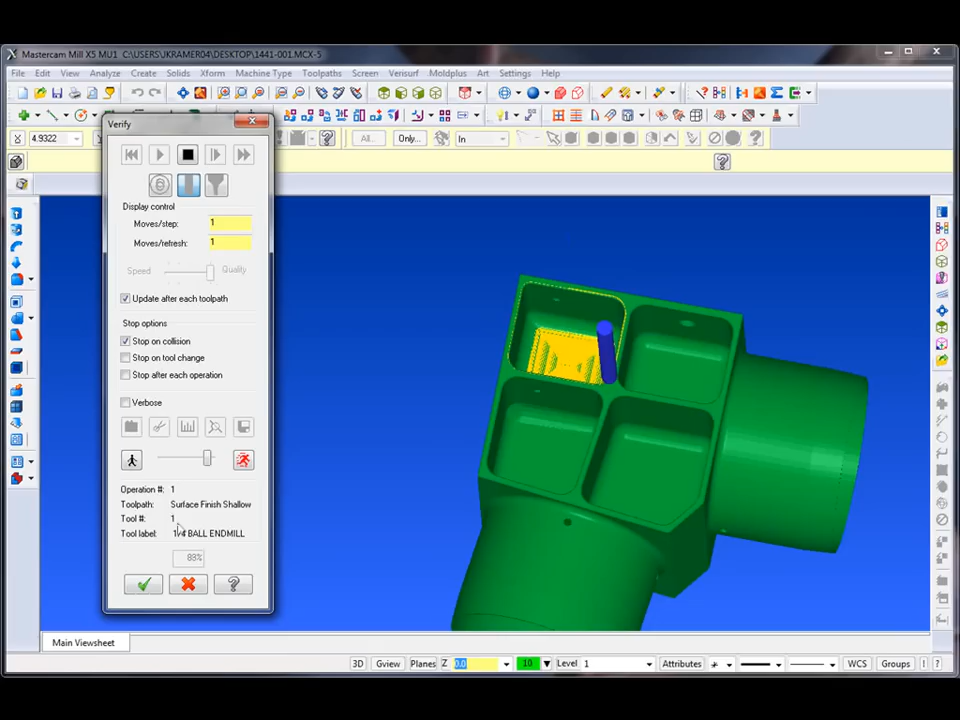 Mastercam Mill X5 MU1 C:\USERS\JKRAMER04\DESKTOP\1441-001.MCX-5
File Edit View Analyze Create Solids Xform Machine Type Toolpaths Screen Verisurf Moldplus Art Settings Help
X 4.9322 All... Only... In
Verify
Display control
Moves/step: 1
Moves/refresh: 1
Speed Quality
Update after each toolpath
Stop options
Stop on collision
Stop on tool change
Stop after each operation
Verbose
Operation #: 1
Toolpath: Surface Finish Shallow
Tool #: 1
Tool label: 1/4 BALL ENDMILL
83%
Main Viewsheet
3D Gview Planes Z 0.0 10 Level 1 Attributes WCS Groups ! ?